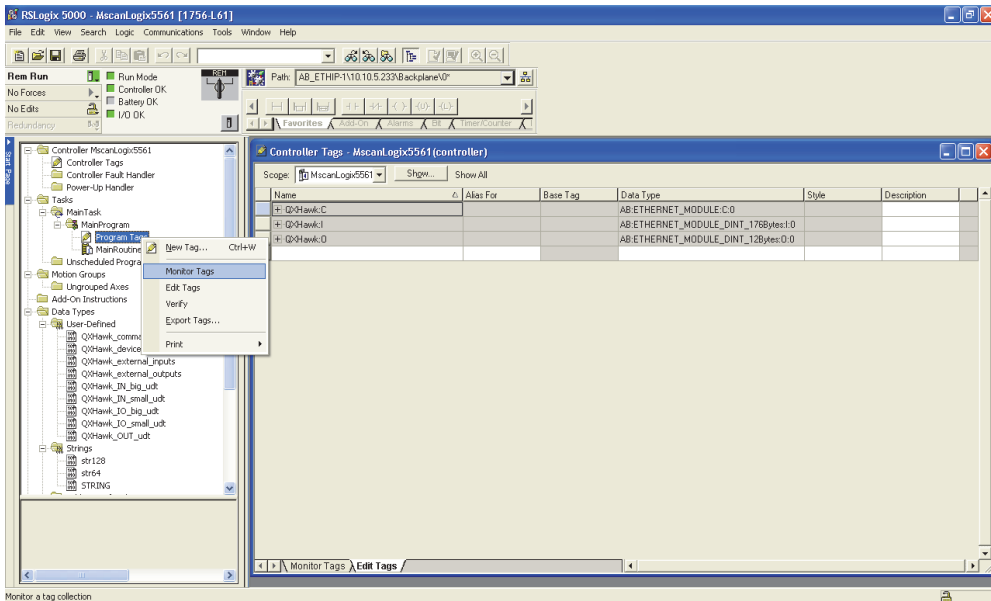 RSLogix 5000 - MscanLogix5561 [1756-L61]
File Edit View Search Logic Communications Tools Window Help
Rem Run
Run Mode
No Forces
Controller OK
Battery OK
No Edits
I/O OK
Redundancy
REM
Path: AB_ETHIP-1\10.10.5.233\Backplane\0*
Favorites Add-On Alarms Bit Timer/Counter
Start Page
Controller MscanLogix5561
Controller Tags
Controller Fault Handler
Power-Up Handler
Tasks
MainTask
MainProgram
Program Tags
MainRoutine
Unscheduled Progra
Motion Groups
Ungrouped Axes
Add-On Instructions
Data Types
User-Defined
QXHawk_comma
QXHawk_device
QXHawk_external_inputs
QXHawk_external_outputs
QXHawk_IN_big_udt
QXHawk_IN_small_udt
QXHawk_IO_big_udt
QXHawk_IO_small_udt
QXHawk_OUT_udt
Strings
str128
str64
STRING
New Tag... Ctrl+W
Monitor Tags
Edit Tags
Verify
Export Tags...
Print
Controller Tags - MscanLogix5561(controller)
Scope: MscanLogix5561 Show... Show All
Name Alias For Base Tag Data Type Style Description
QXHawk:C AB:ETHERNET_MODULE:C:0
QXHawk:I AB:ETHERNET_MODULE_DINT_176Bytes:I:0
QXHawk:O AB:ETHERNET_MODULE_DINT_12Bytes:O:0
Monitor Tags Edit Tags
Monitor a tag collection